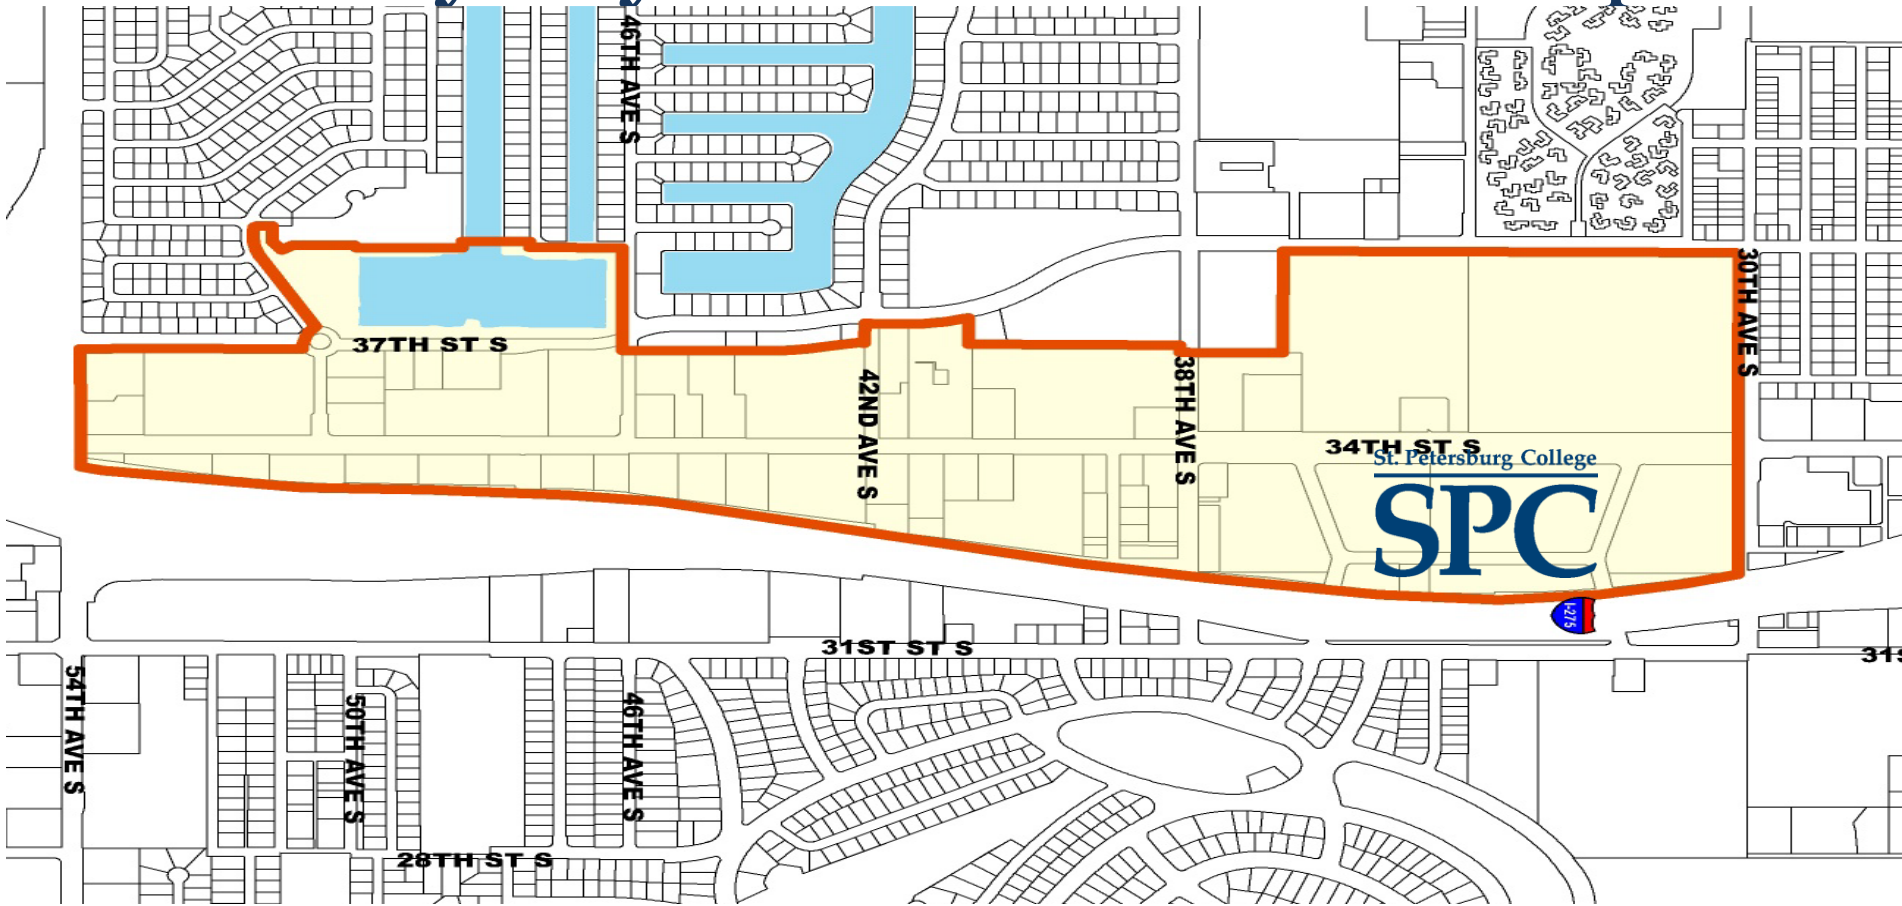 46TH AVE S
30TH AVE S
37TH ST S
38TH AVE S
42ND AVE S
34TH ST S
St. Petersburg College
SPC
I-275
31ST ST S
54TH AVE S
50TH AVE S
46TH AVE S
28TH ST S